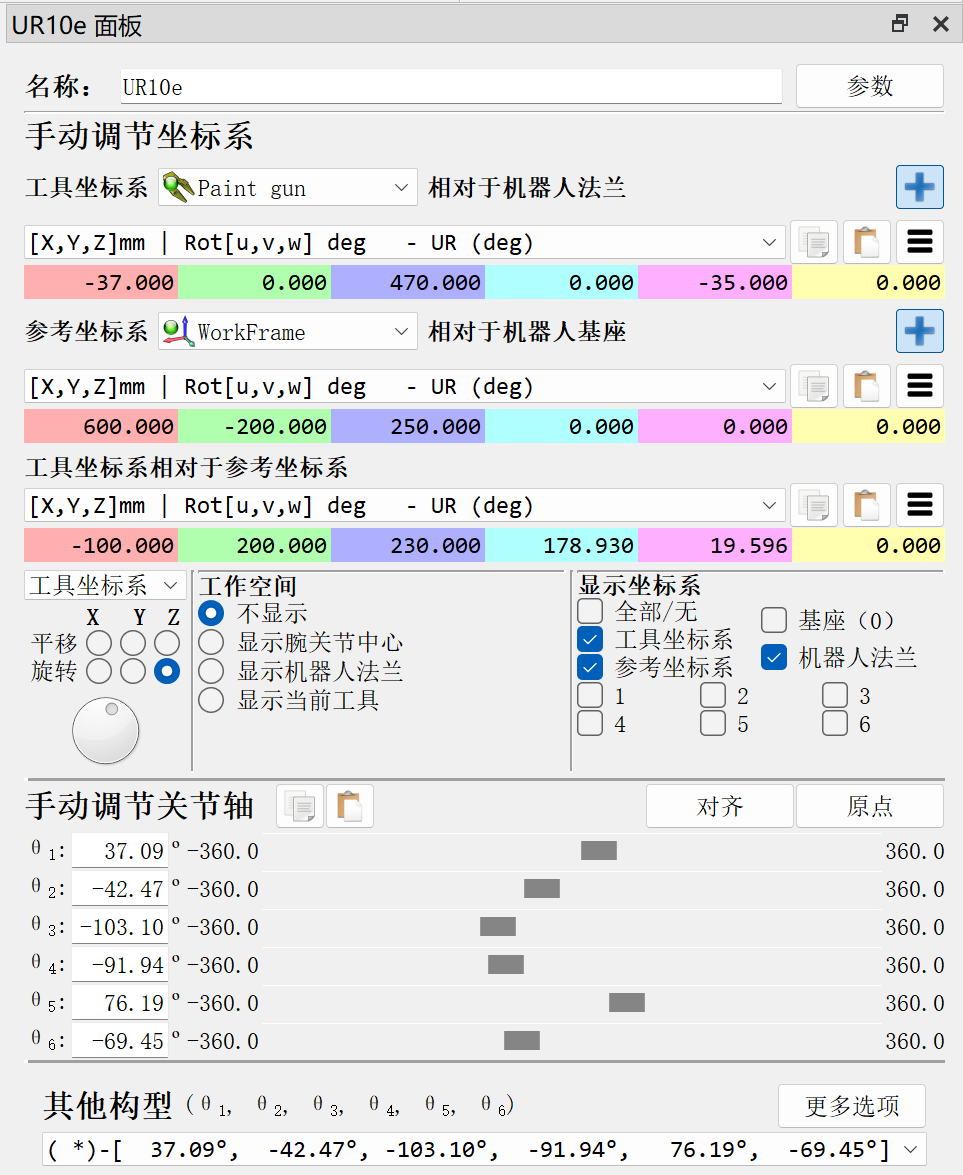 UR10e 面板
名称： UR10e 参数
手动调节坐标系
工具坐标系 Paint gun 相对于机器人法兰
[X,Y,Z]mm | Rot[u,v,w] deg - UR (deg)
-37.000 0.000 470.000 0.000 -35.000 0.000
参考坐标系 WorkFrame 相对于机器人基座
[X,Y,Z]mm | Rot[u,v,w] deg - UR (deg)
600.000 -200.000 250.000 0.000 0.000 0.000
工具坐标系相对于参考坐标系
[X,Y,Z]mm | Rot[u,v,w] deg - UR (deg)
-100.000 200.000 230.000 178.930 19.596 0.000
工具坐标系
X Y Z
平移
旋转
工作空间
不显示
显示腕关节中心
显示机器人法兰
显示当前工具
显示坐标系
全部/无
工具坐标系
参考坐标系
基座（0）
机器人法兰
1 2 3
4 5 6
手动调节关节轴 对齐 原点
θ1: 37.09 º -360.0 360.0
θ2: -42.47 º -360.0 360.0
θ3: -103.10 º -360.0 360.0
θ4: -91.94 º -360.0 360.0
θ5: 76.19 º -360.0 360.0
θ6: -69.45 º -360.0 360.0
其他构型 (θ1, θ2, θ3, θ4, θ5, θ6) 更多选项
( *)-[ 37.09°, -42.47°, -103.10°, -91.94°, 76.19°, -69.45°]